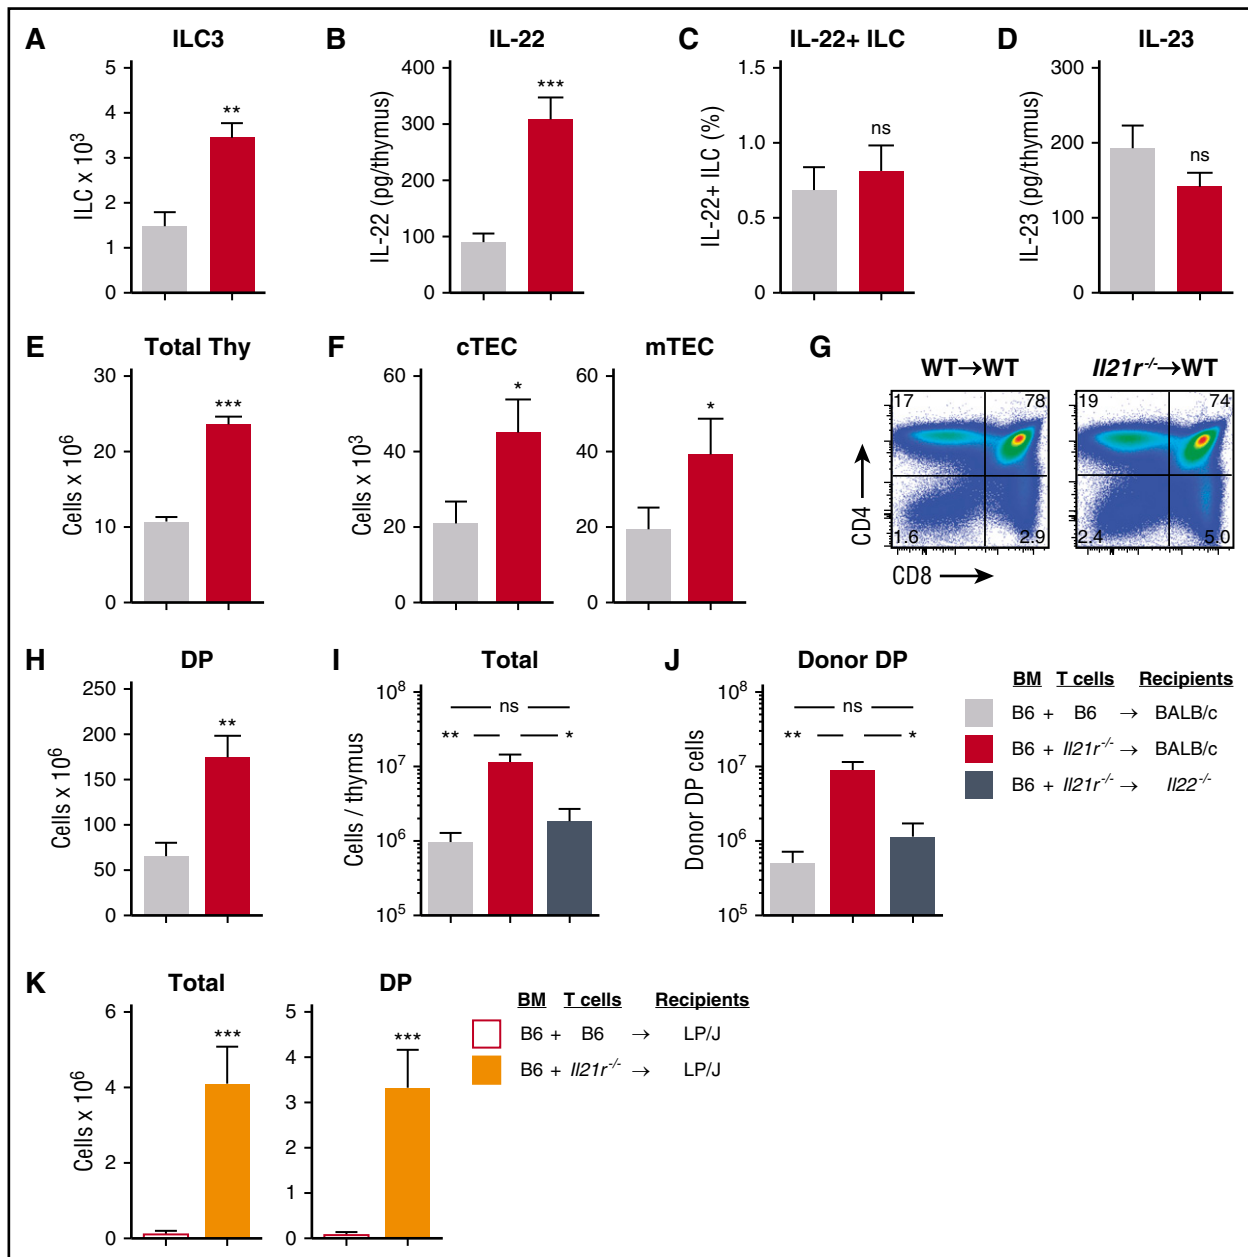 A ILC3
ILC x 10³
5
4
3
2
1
0
**
B IL-22
IL-22 (pg/thymus)
400
300
200
100
0
***
C IL-22+ ILC
IL-22+ ILC (%)
1.5
1.0
0.5
0
ns
D IL-23
IL-23 (pg/thymus)
300
200
100
0
ns
E Total Thy
Cells x 10⁶
30
20
10
0
***
F cTEC
Cells x 10³
60
40
20
0
*
mTEC
60
40
20
0
*
G
WT→WT
17 78
1.6 2.9
Il21r-/-→WT
19 74
2.4 5.0
CD4
CD8
H DP
Cells x 10⁶
250
200
150
100
50
0
**
I Total
Cells / thymus
10⁸
10⁷
10⁶
10⁵
ns
** *
J Donor DP
Donor DP cells
10⁸
10⁷
10⁶
10⁵
ns
** *
BM T cells Recipients
B6 + B6 → BALB/c
B6 + Il21r-/- → BALB/c
B6 + Il21r-/- → Il22-/-
K Total
Cells x 10⁶
6
4
2
0
***
DP
5
4
3
2
1
0
***
BM T cells Recipients
B6 + B6 → LP/J
B6 + Il21r-/- → LP/J